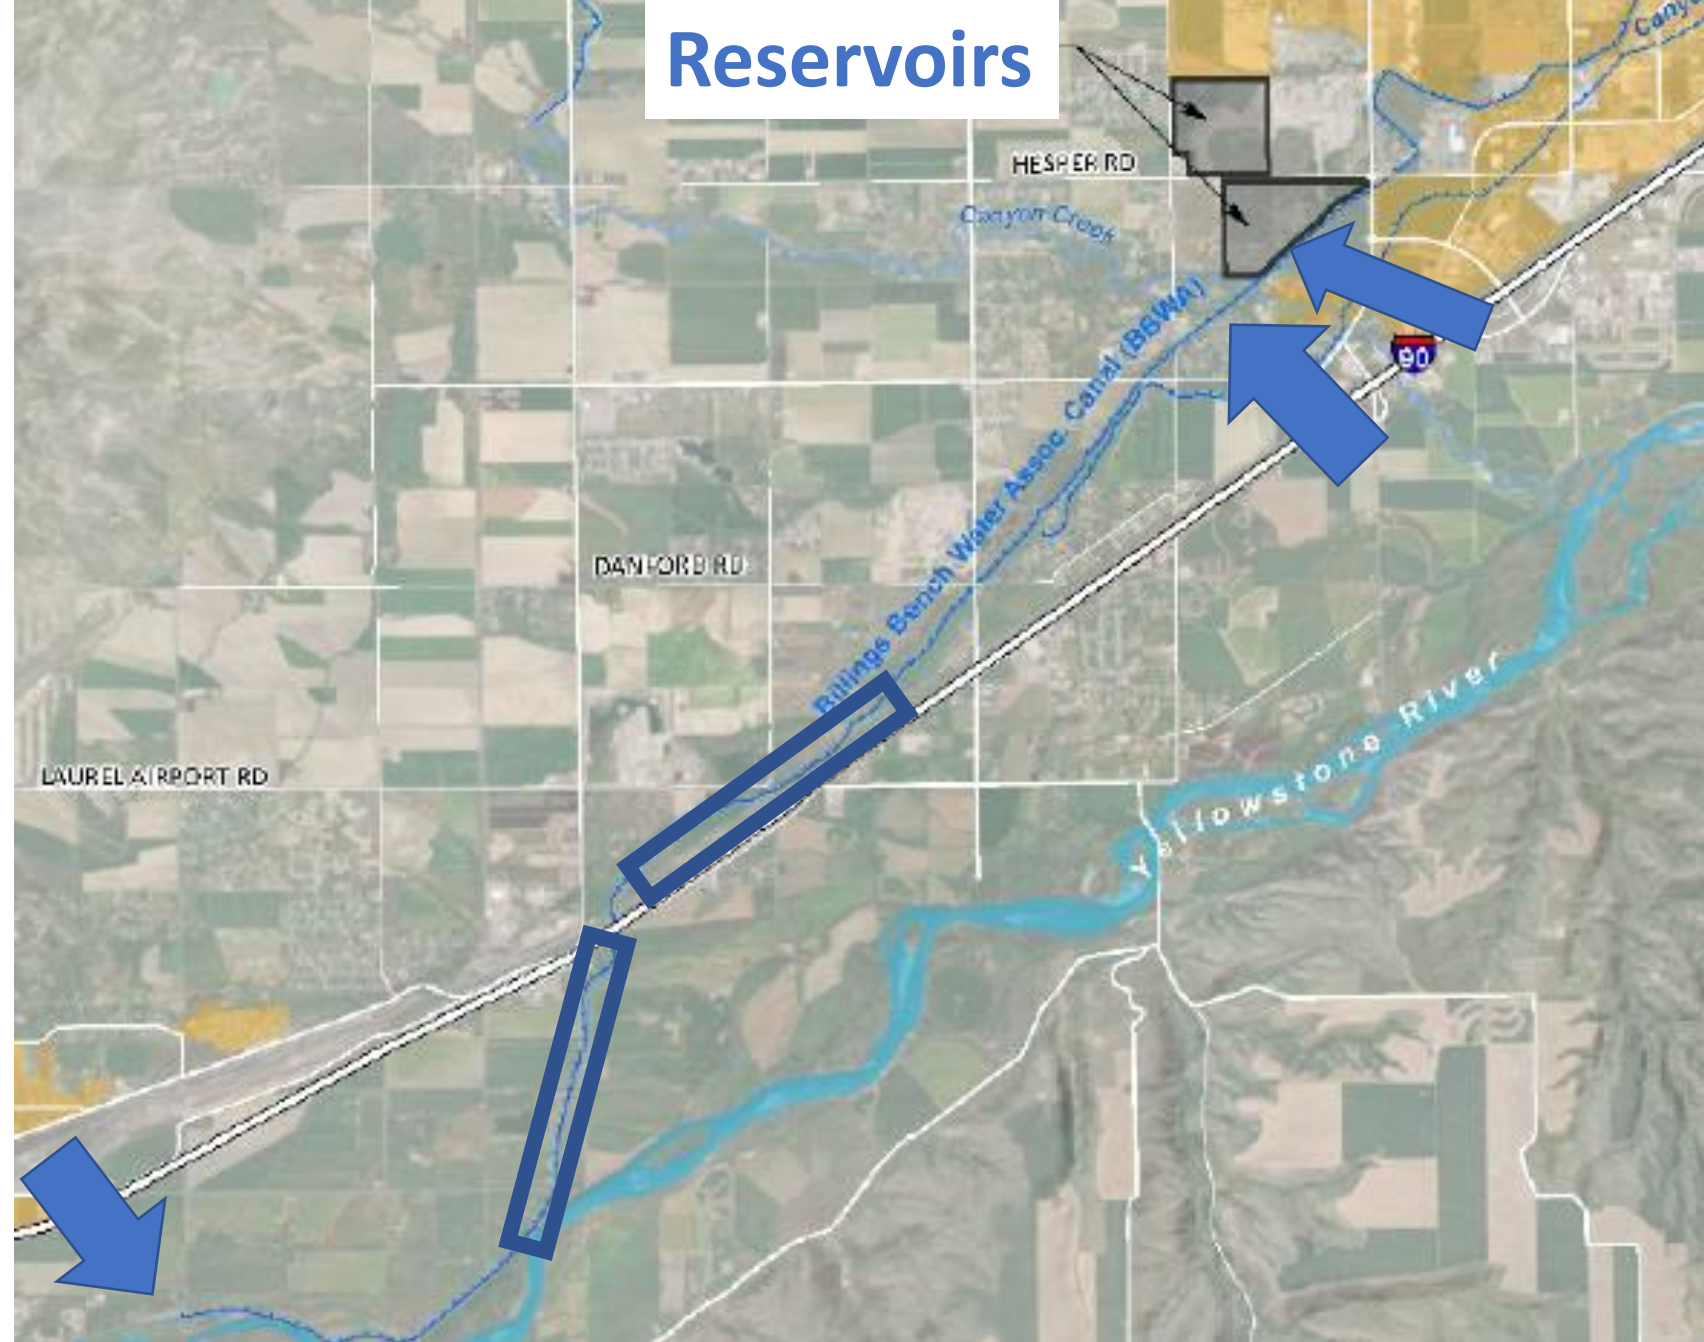 Reservoirs
Canyon
HESPER RD
Canyon Creek
Billings Bench Water Assoc. Canal (BBWA)
90
DANFORD RD
Yellowstone River
LAUREL AIRPORT RD